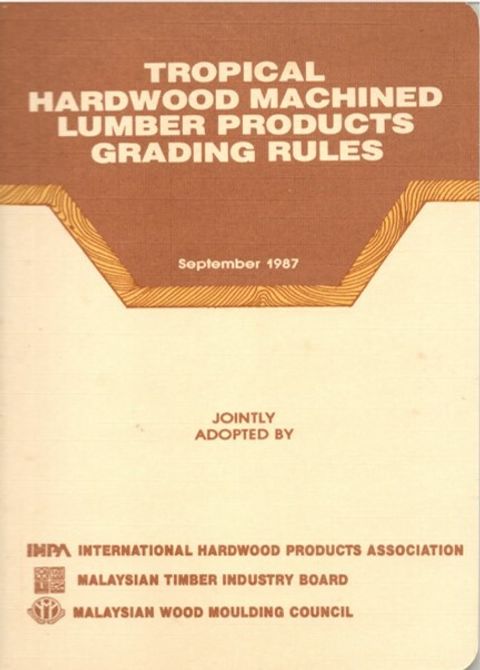 TROPICAL
HARDWOOD MACHINED
LUMBER PRODUCTS
GRADING RULES
September 1987
JOINTLY
ADOPTED BY
IHPA INTERNATIONAL HARDWOOD PRODUCTS ASSOCIATION
MALAYSIAN TIMBER INDUSTRY BOARD
MALAYSIAN WOOD MOULDING COUNCIL